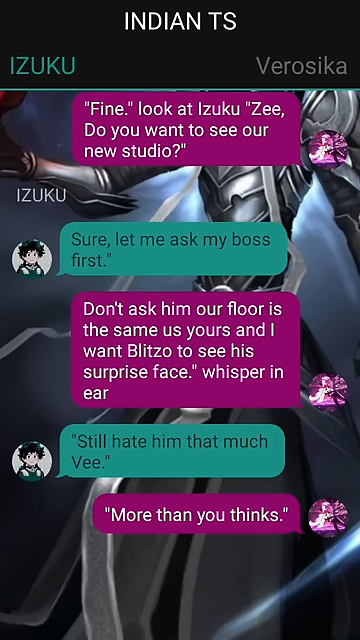 INDIAN TS
IZUKU
Verosika
"Fine." look at Izuku "Zee,
Do you want to see our
new studio?"
IZUKU
Sure, let me ask my boss
first."
Don't ask him our floor is
the same us yours and I
want Blitzo to see his
surprise face." whisper in
ear
"Still hate him that much
Vee."
"More than you thinks."